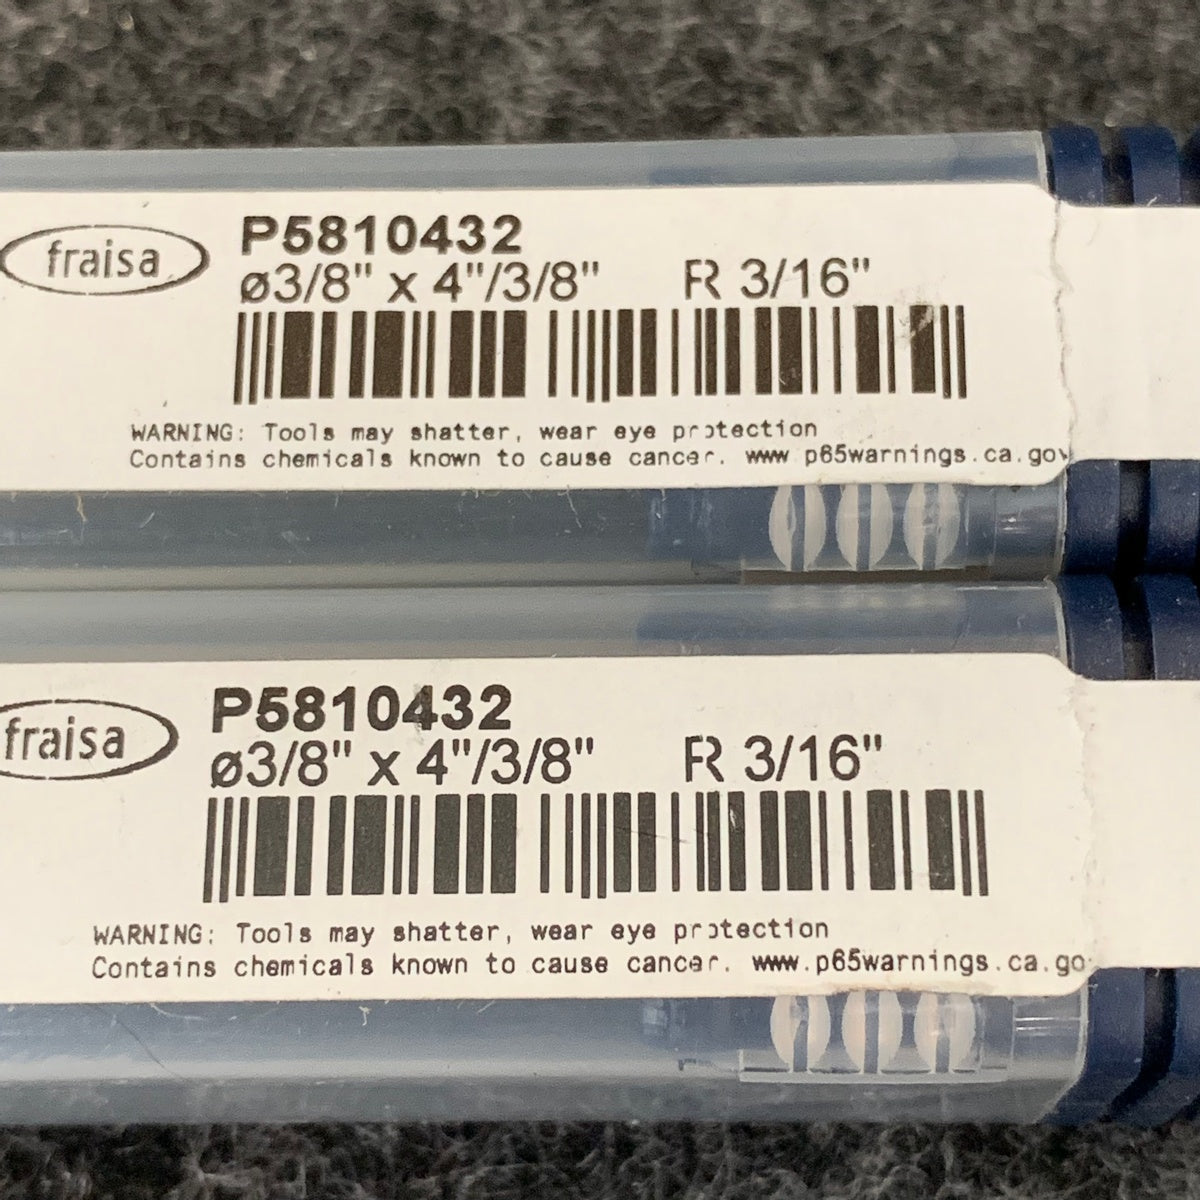 fraisa
P5810432
ø3/8" x 4"/3/8" R 3/16"
WARNING: Tools may shatter, wear eye protection
Contains chemicals known to cause cancer. www p65warnings.ca.gov
fraisa
P5810432
ø3/8" x 4"/3/8" R 3/16"
WARNING: Tools may shatter, wear eye protection
Contains chemicals known to cause cancer. www.p65warnings.ca.go